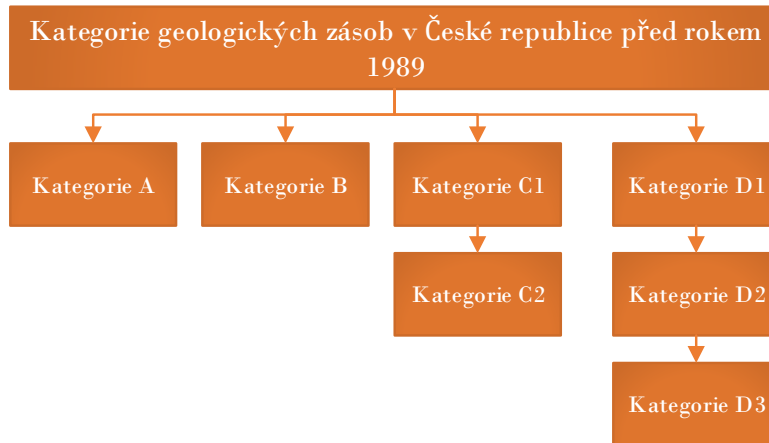 Kategorie geologických zásob v České republice před rokem
1989
Kategorie A
Kategorie B
Kategorie C1
Kategorie D1
Kategorie C2
Kategorie D2
Kategorie D3